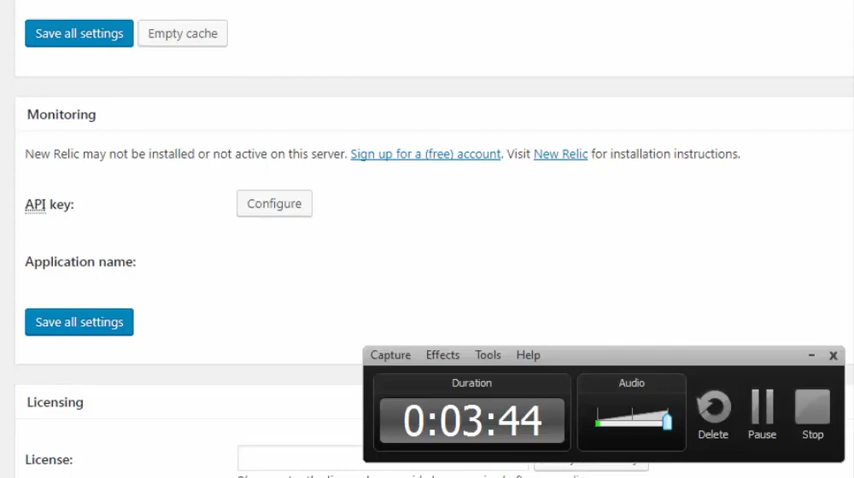 Save all settings Empty cache
Monitoring
New Relic may not be installed or not active on this server. Sign up for a (free) account. Visit New Relic for installation instructions.
API key: Configure
Application name:
Save all settings
Capture Effects Tools Help
Duration Audio
0:03:44
Delete Pause Stop
Licensing
License: